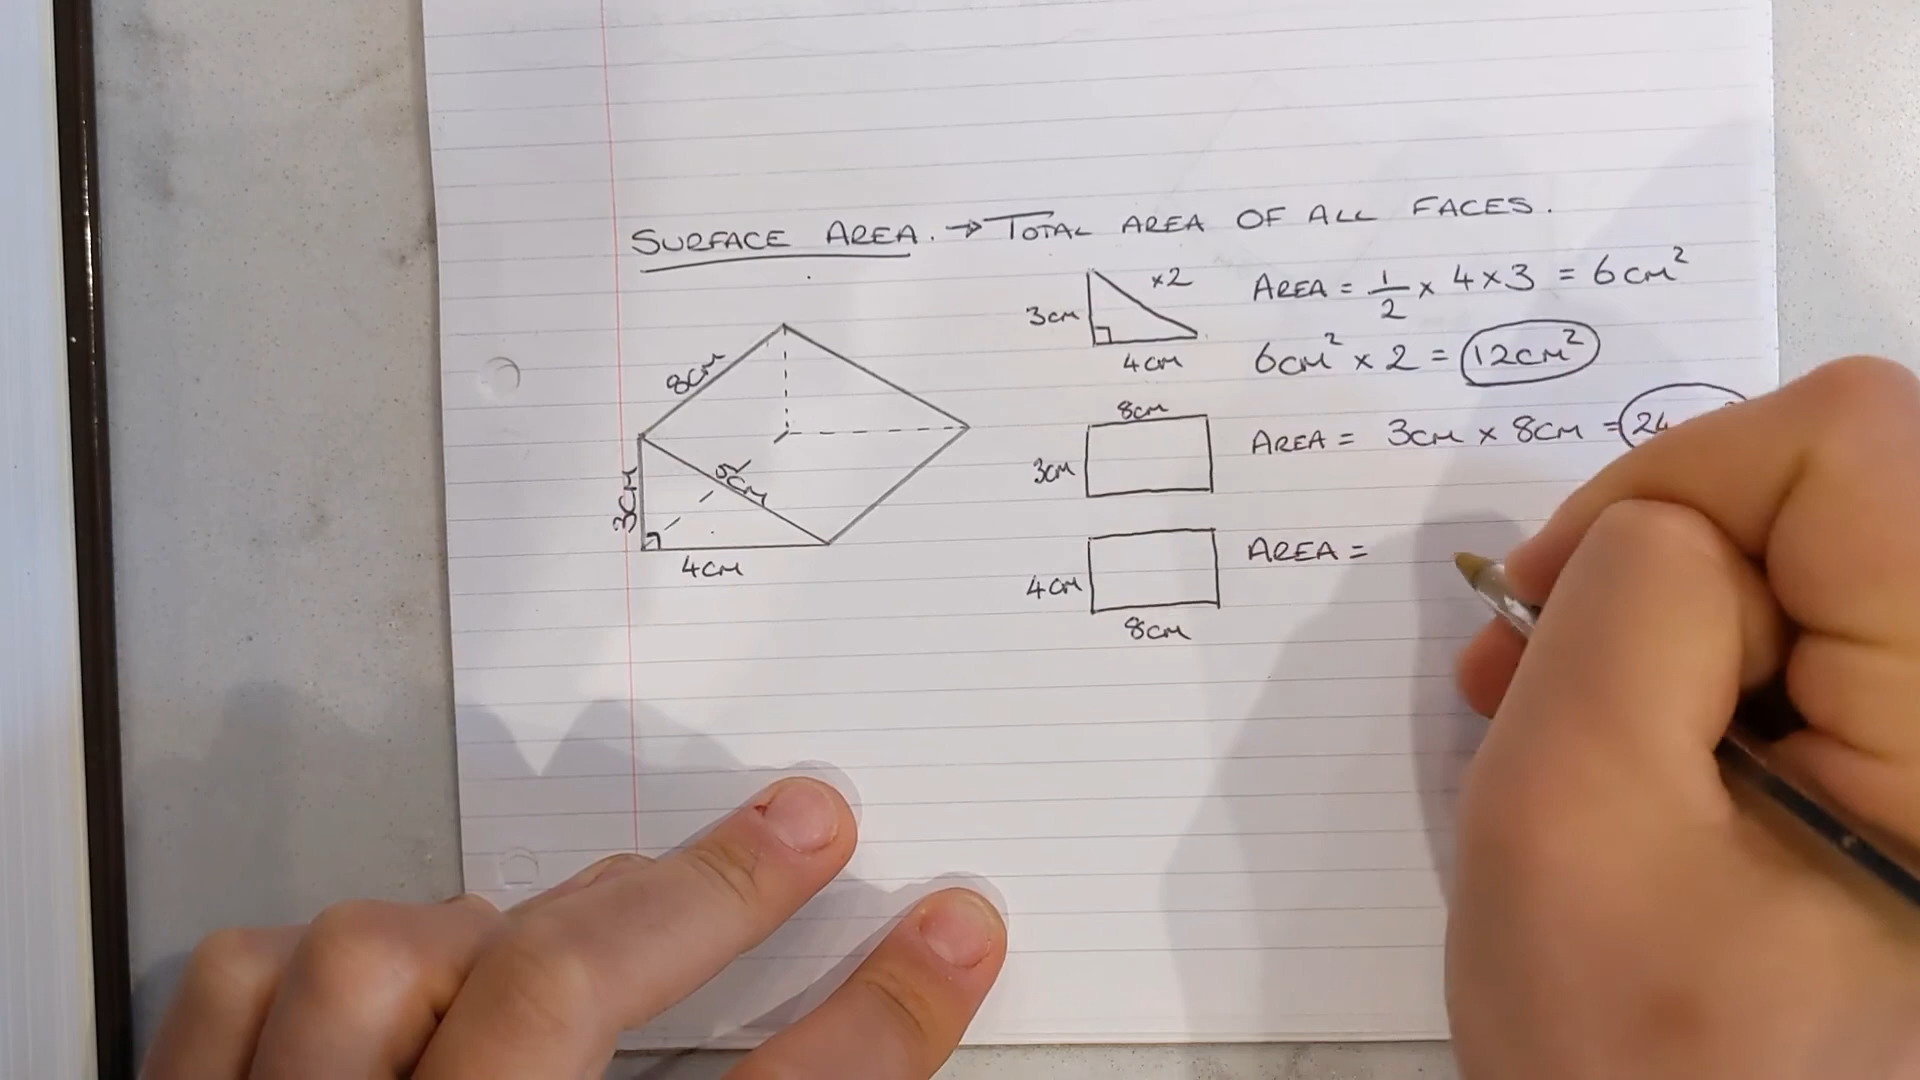 SURFACE AREA. → TOTAL AREA OF ALL FACES.
8cm
3cm
5cm
4cm
×2
3cm
4cm
AREA = 1/2 × 4×3 = 6cm²
6cm² × 2 = 12cm²
8cm
3cm
AREA = 3cm × 8cm = 24
4cm
8cm
AREA =